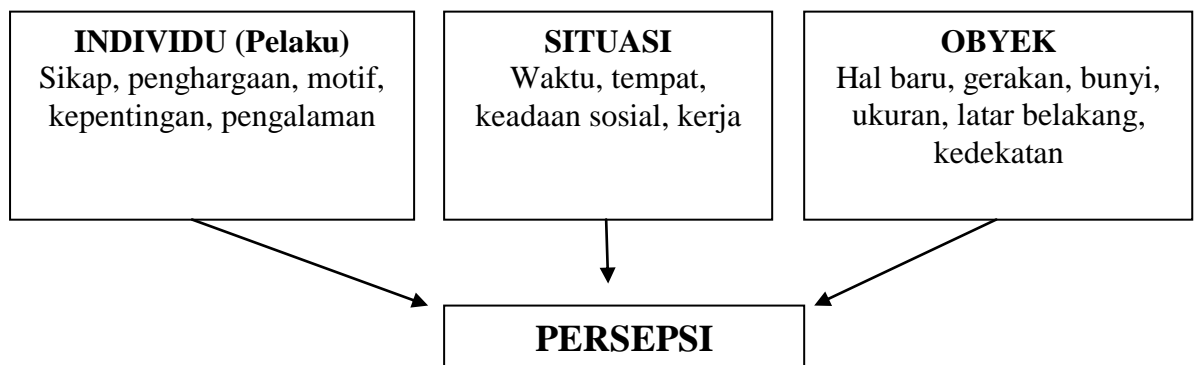 INDIVIDU (Pelaku)
Sikap, penghargaan, motif,
kepentingan, pengalaman
SITUASI
Waktu, tempat,
keadaan sosial, kerja
OBYEK
Hal baru, gerakan, bunyi,
ukuran, latar belakang,
kedekatan
PERSEPSI